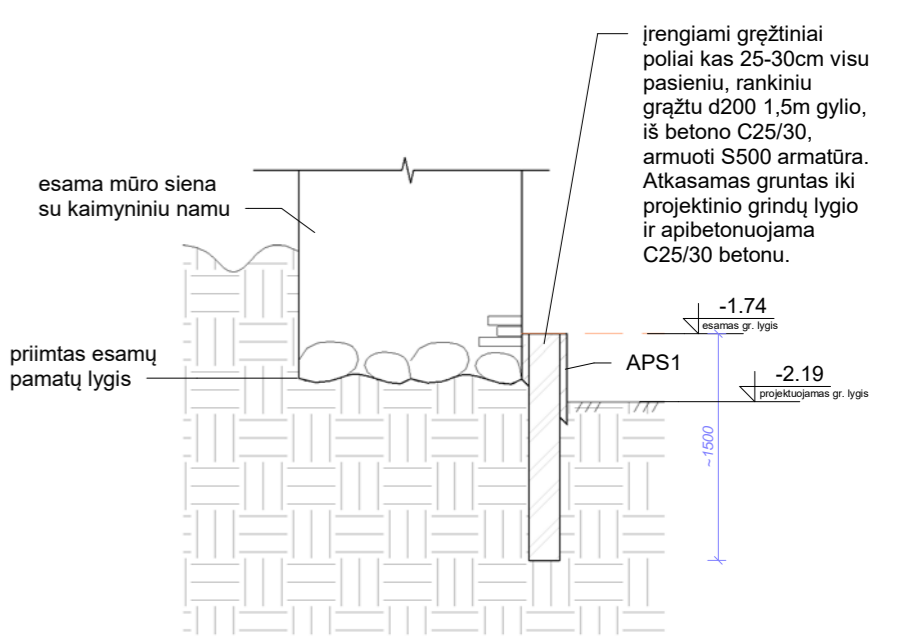 įrengiami gręžtiniai
poliai kas 25-30cm visu
pasieniu, rankiniu
grąžtu d200 1,5m gylio,
iš betono C25/30,
armuoti S500 armatūra.
Atkasamas gruntas iki
projektinio grindų lygio
ir apibetonuojama
C25/30 betonu.
esama mūro siena
su kaimyniniu namu
-1.74
esamas gr. lygis
priimtas esamų
pamatų lygis
APS1
-2.19
projektuojamas gr. lygis
~1500